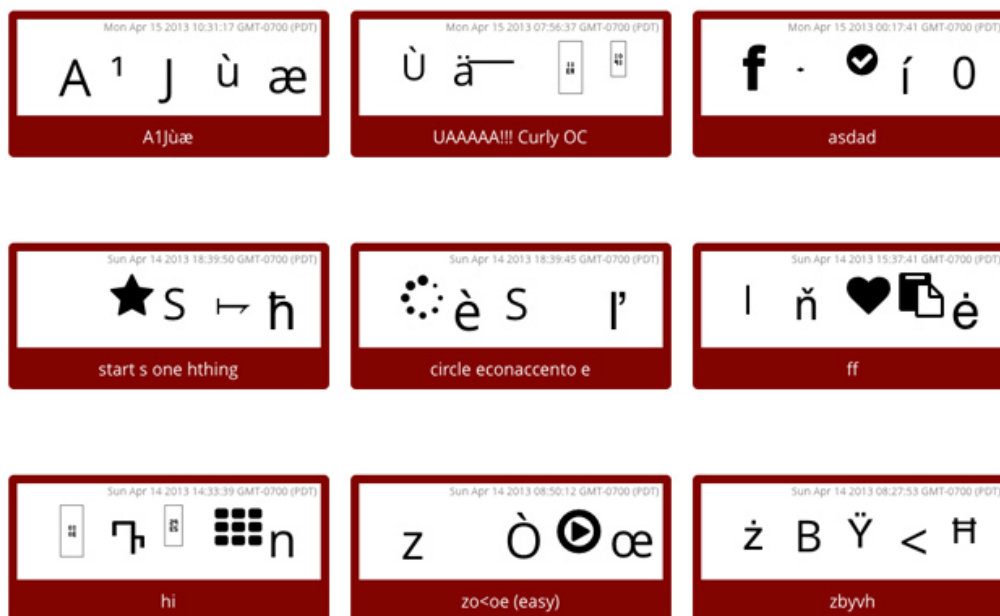 Mon Apr 15 2013 10:31:17 GMT-0700 (PDT)
A ¹ J ù æ
A1Jùæ
Mon Apr 15 2013 07:56:37 GMT-0700 (PDT)
Ù ä
UAAAAA!!! Curly OC
Mon Apr 15 2013 00:17:41 GMT-0700 (PDT)
f í 0
asdad
Sun Apr 14 2013 18:39:50 GMT-0700 (PDT)
★ S ħ
start s one hthing
Sun Apr 14 2013 18:39:45 GMT-0700 (PDT)
è S ľ
circle econaccento e
Sun Apr 14 2013 15:37:41 GMT-0700 (PDT)
l ň ♥ ė
ff
Sun Apr 14 2013 14:33:39 GMT-0700 (PDT)
n
hi
Sun Apr 14 2013 08:50:12 GMT-0700 (PDT)
z Ò œ
zo<oe (easy)
Sun Apr 14 2013 08:27:53 GMT-0700 (PDT)
ż B Ÿ < Ħ
zbyvh